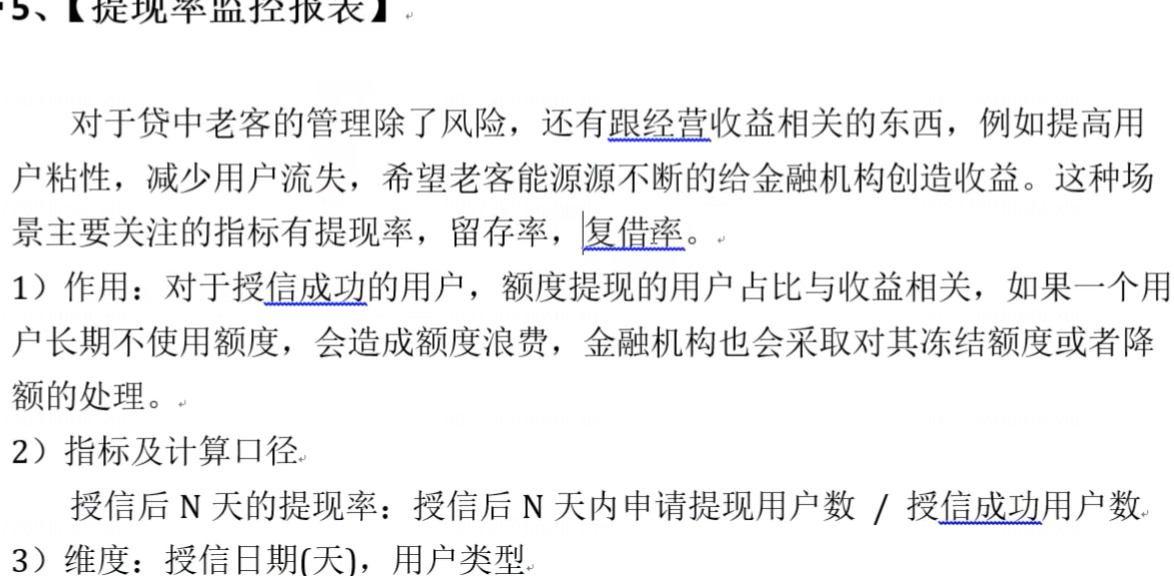 5、【提现率监控报表】
对于贷中老客的管理除了风险，还有跟经营收益相关的东西，例如提高用
户粘性，减少用户流失，希望老客能源源不断的给金融机构创造收益。这种场
景主要关注的指标有提现率，留存率，复借率。
1）作用：对于授信成功的用户，额度提现的用户占比与收益相关，如果一个用
户长期不使用额度，会造成额度浪费，金融机构也会采取对其冻结额度或者降
额的处理。
2）指标及计算口径
授信后 N 天的提现率：授信后 N 天内申请提现用户数 / 授信成功用户数
3）维度：授信日期(天)，用户类型